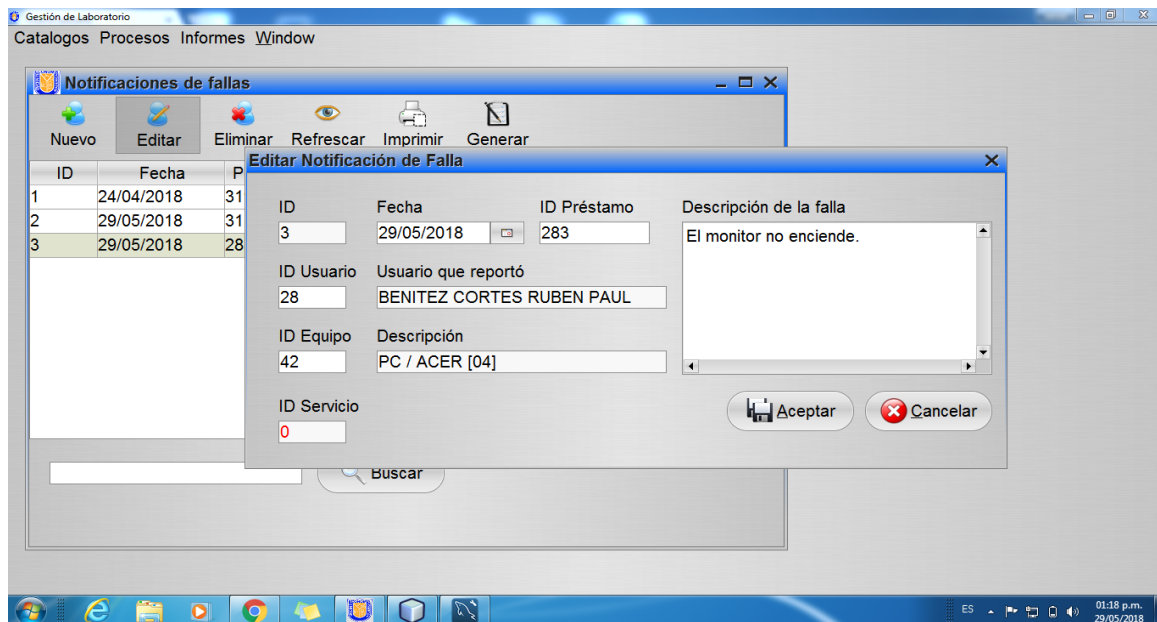 Gestión de Laboratorio
Catalogos Procesos Informes Window
Notificaciones de fallas
Nuevo Editar Eliminar Refrescar Imprimir Generar
Editar Notificación de Falla
ID Fecha P
1 24/04/2018 31
2 29/05/2018 31
3 29/05/2018 28
ID Fecha ID Préstamo Descripción de la falla
3 29/05/2018 283 El monitor no enciende.
ID Usuario Usuario que reportó
28 BENITEZ CORTES RUBEN PAUL
ID Equipo Descripción
42 PC / ACER [04]
ID Servicio
0
Aceptar Cancelar
Buscar
ES 01:18 p.m.
29/05/2018